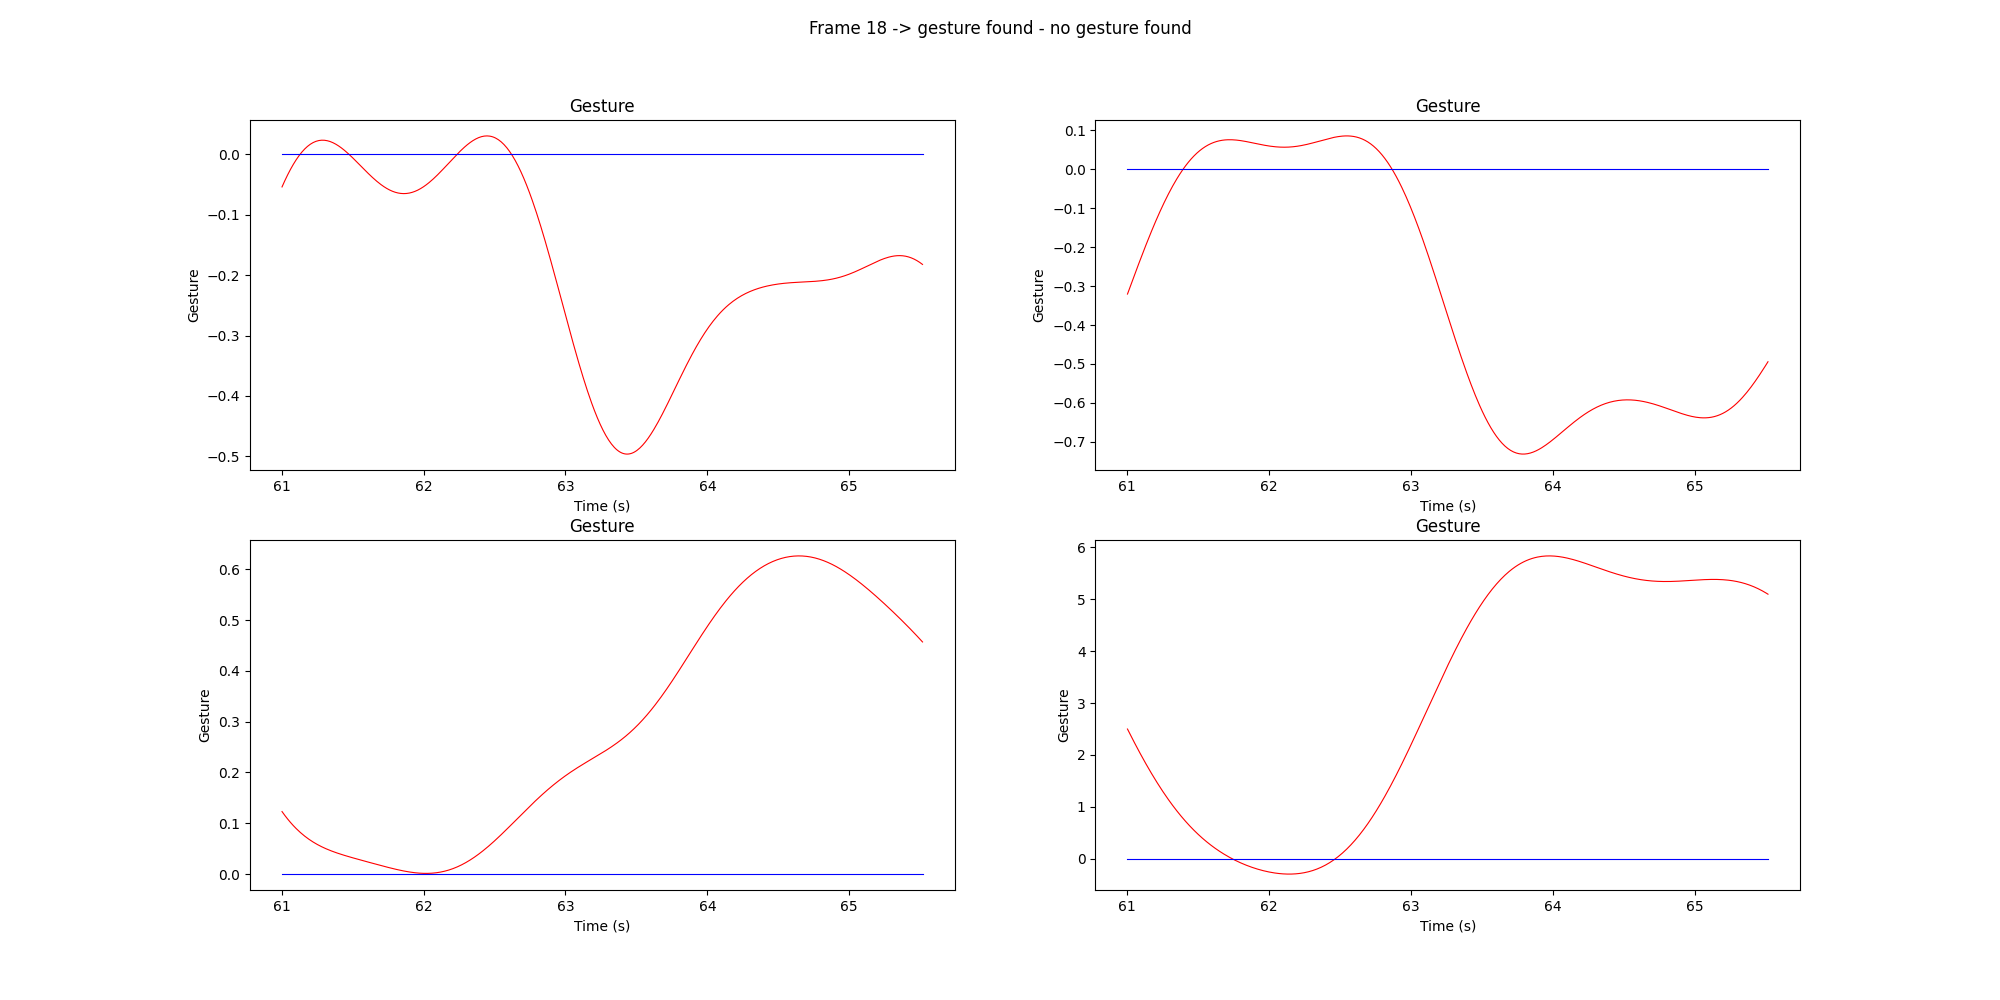 Frame 18 -> gesture found - no gesture found
Gesture
Gesture
0.0
−0.1
−0.2
−0.3
−0.4
−0.5
61 62 63 64 65
Time (s)
Gesture
Gesture
0.1
0.0
−0.1
−0.2
−0.3
−0.4
−0.5
−0.6
−0.7
61 62 63 64 65
Time (s)
Gesture
Gesture
0.6
0.5
0.4
0.3
0.2
0.1
0.0
61 62 63 64 65
Time (s)
Gesture
Gesture
6
5
4
3
2
1
0
61 62 63 64 65
Time (s)